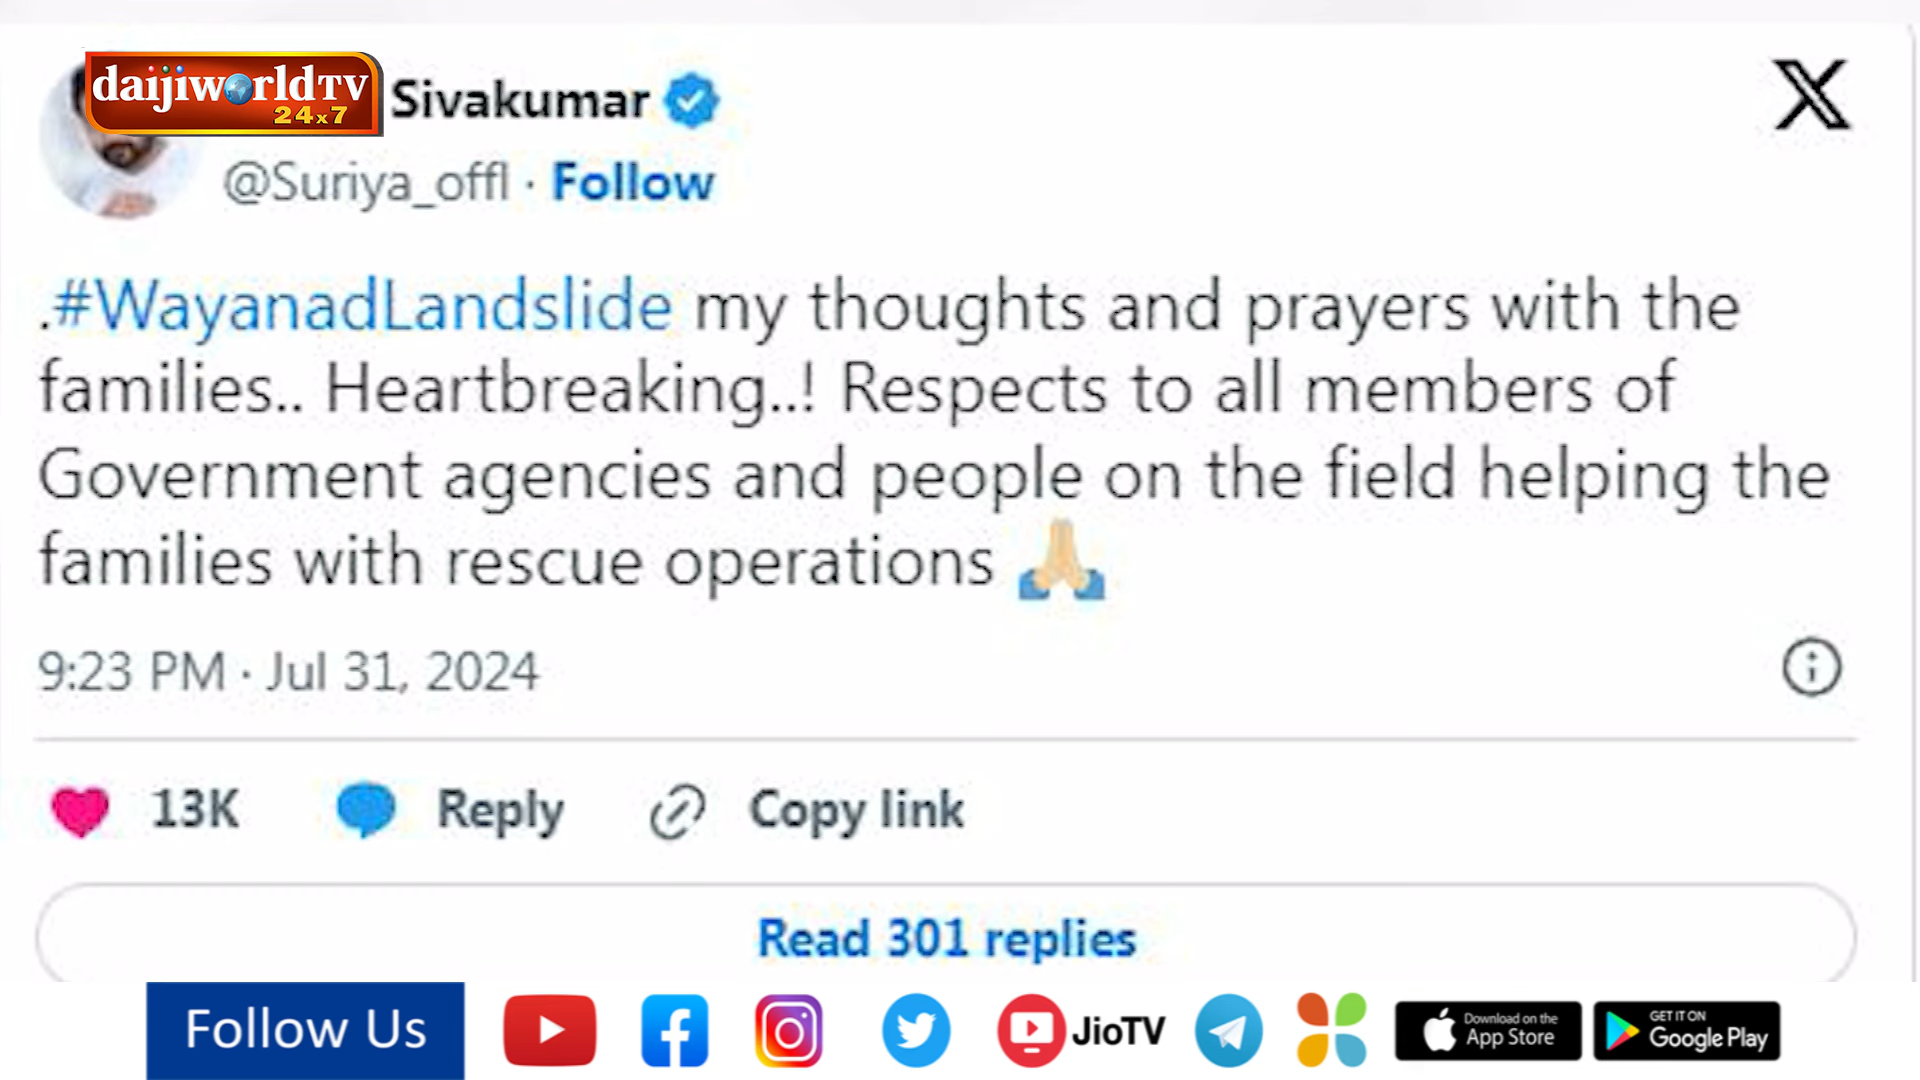 daijiworldTV
24x7
Sivakumar
X
@Suriya_offl · Follow
.#WayanadLandslide my thoughts and prayers with the
families.. Heartbreaking..! Respects to all members of
Government agencies and people on the field helping the
families with rescue operations 🙏🏼
9:23 PM · Jul 31, 2024
13K Reply Copy link
Read 301 replies
Follow Us
JioTV
Download on the
App Store
GET IT ON
Google Play